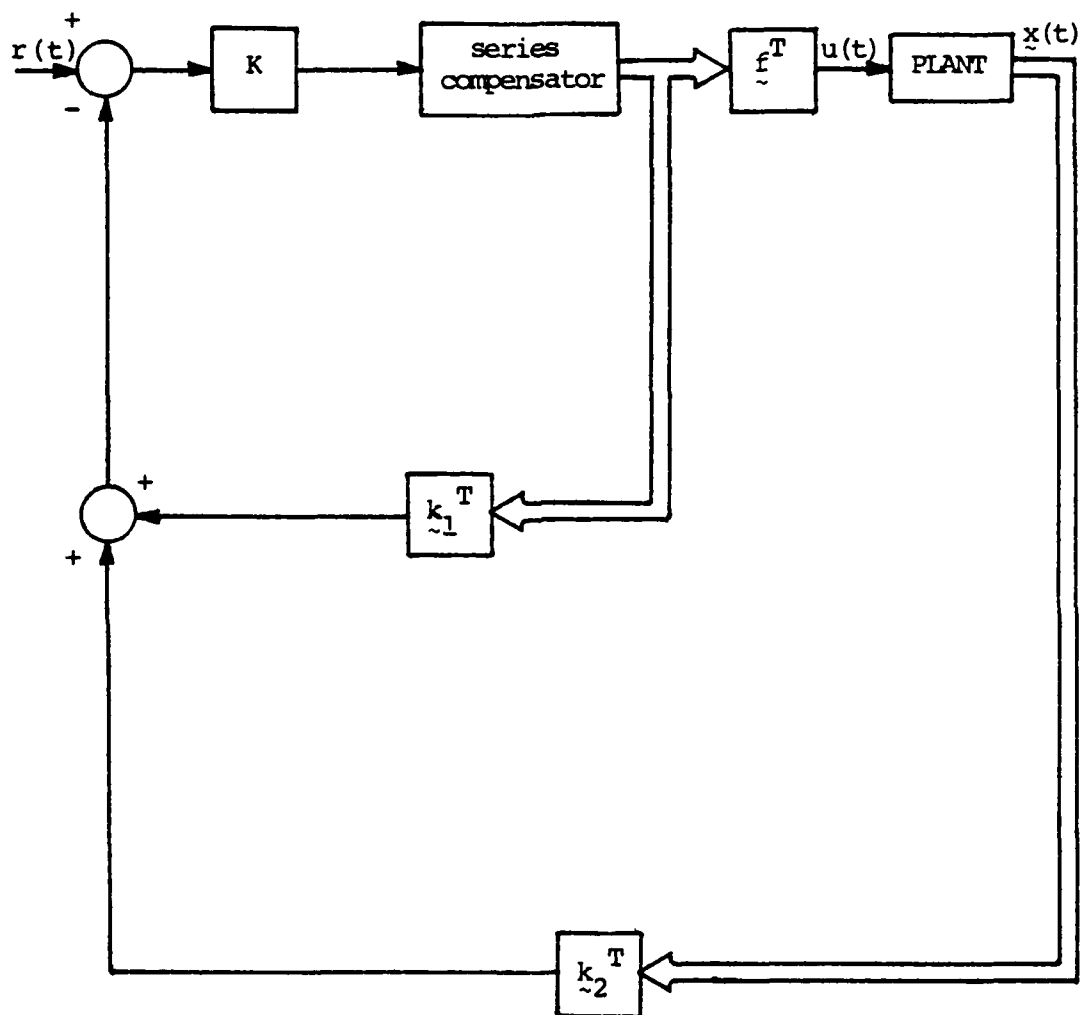 +
r(t)
-
K
series
compensator
f^T
u(t)
PLANT
x(t)
+
k_1^T
+
k_2^T